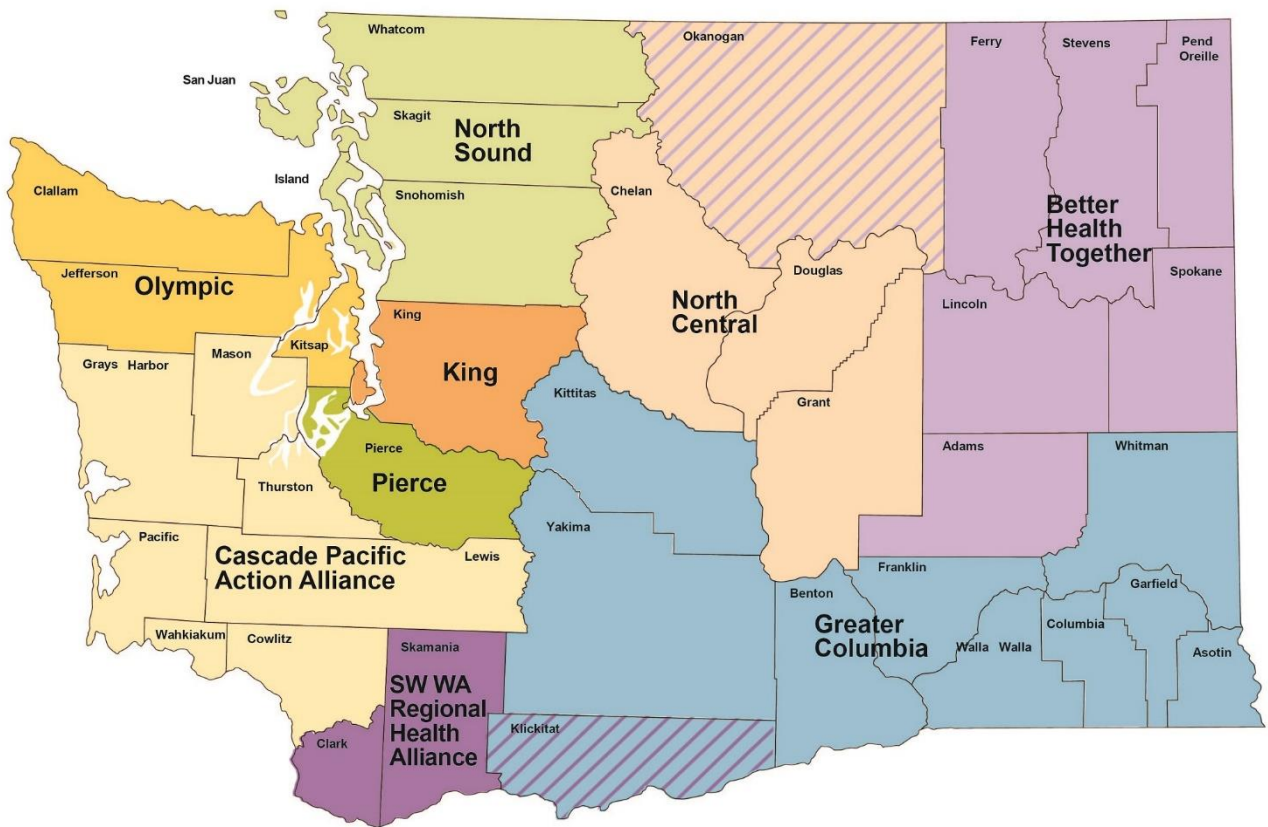 Whatcom
Okanogan
Ferry
Stevens
Pend
Oreille
San Juan
Skagit
North
Sound
Island
Clallam
Snohomish
Chelan
Better
Health
Together
Jefferson
Olympic
Douglas
Spokane
North
Central
Lincoln
King
Kitsap
Mason
Grays Harbor
King
Kittitas
Grant
Pierce
Pierce
Adams
Whitman
Thurston
Yakima
Pacific
Cascade Pacific
Action Alliance
Lewis
Franklin
Benton
Garfield
Greater
Columbia
Columbia
Wahkiakum
Cowlitz
Skamania
Walla Walla
Asotin
SW WA
Regional
Health
Alliance
Klickitat
Clark